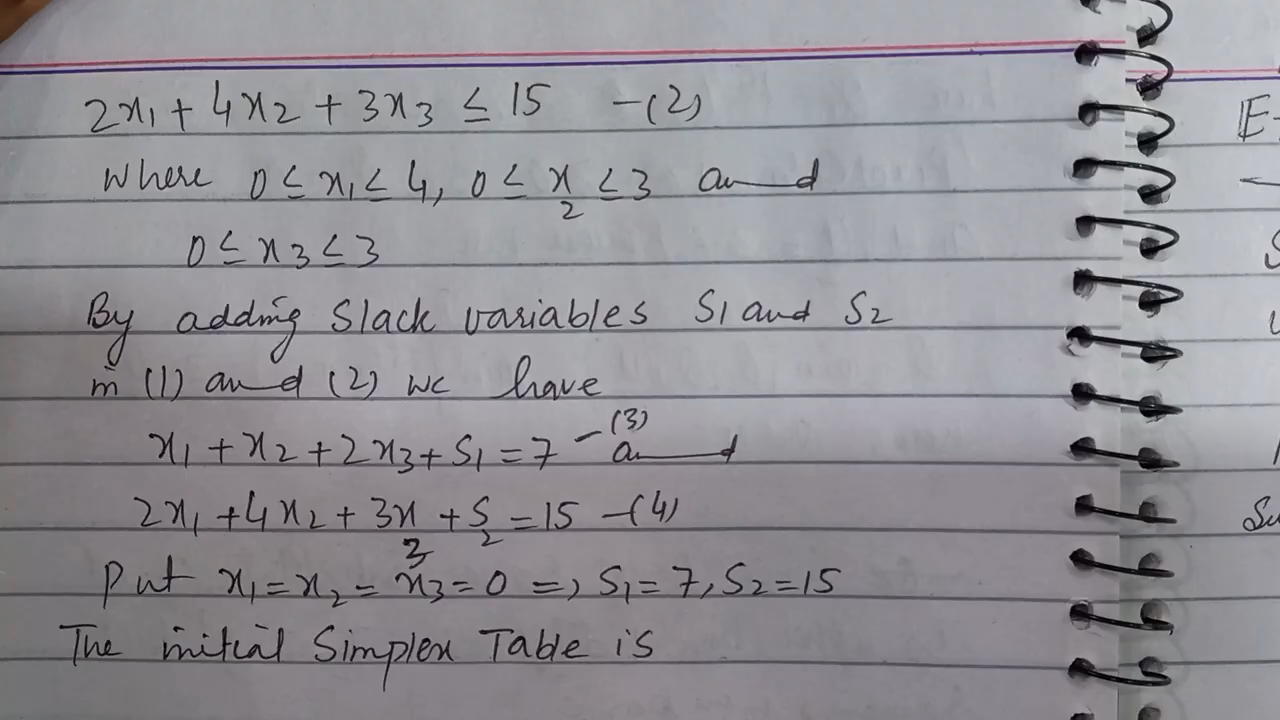 2x₁ + 4x₂ + 3x₃ ≤ 15 -(2)
Where 0 ≤ x₁ ≤ 4, 0 ≤ x₂ ≤ 3 and
0 ≤ x₃ ≤ 3
By adding Slack variables S₁ and S₂
in (1) and (2) we have
x₁ + x₂ + 2x₃ + S₁ = 7 -(3) and
2x₁ + 4x₂ + 3x₃ + S₂ = 15 -(4)
Put x₁ = x₂ = x₃ = 0 => S₁ = 7, S₂ = 15
The initial Simplex Table is